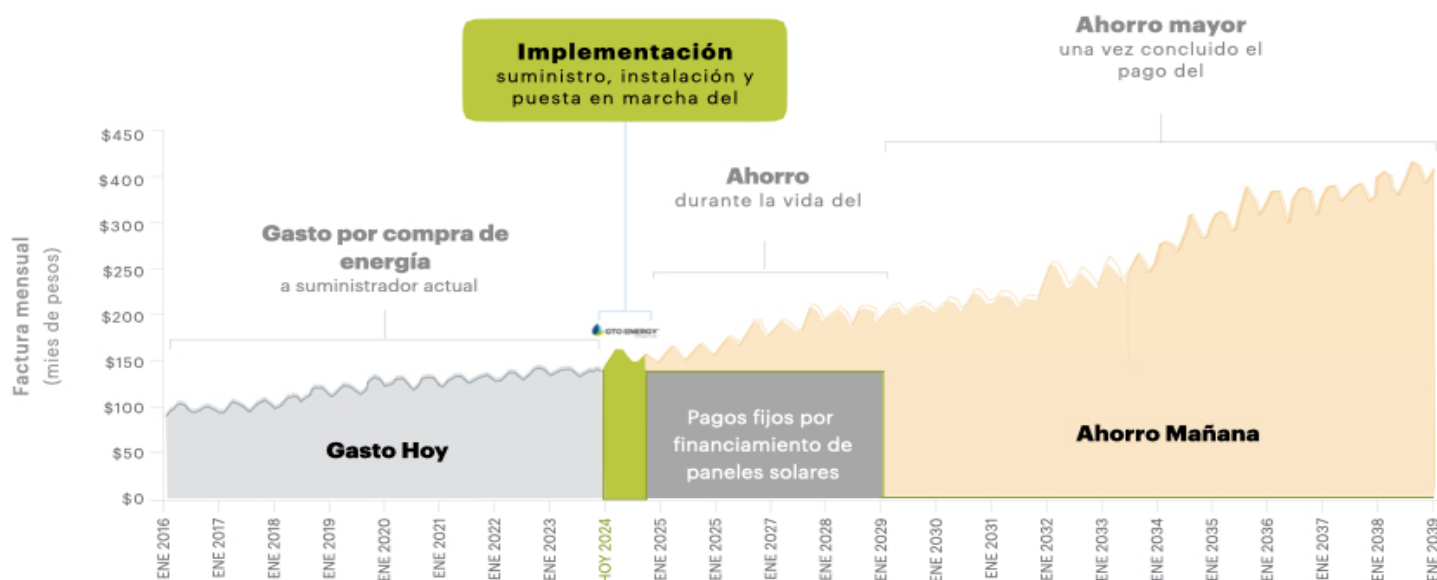 Implementación
suministro, instalación y
puesta en marcha del
Ahorro mayor
una vez concluido el
pago del
Ahorro
durante la vida del
Gasto por compra de
energía
a suministrador actual
GTO ENERGY
Factura mensual
(mies de pesos)
$450
$400
$350
$300
$250
$200
$150
$100
$50
$0
Gasto Hoy
Pagos fijos por
financiamiento de
paneles solares
Ahorro Mañana
ENE 2016
ENE 2017
ENE 2018
ENE 2019
ENE 2020
ENE 2021
ENE 2022
ENE 2023
HOY 2024
ENE 2025
ENE 2025
ENE 2027
ENE 2028
ENE 2029
ENE 2030
ENE 2031
ENE 2032
ENE 2033
ENE 2034
ENE 2035
ENE 2036
ENE 2037
ENE 2038
ENE 2039